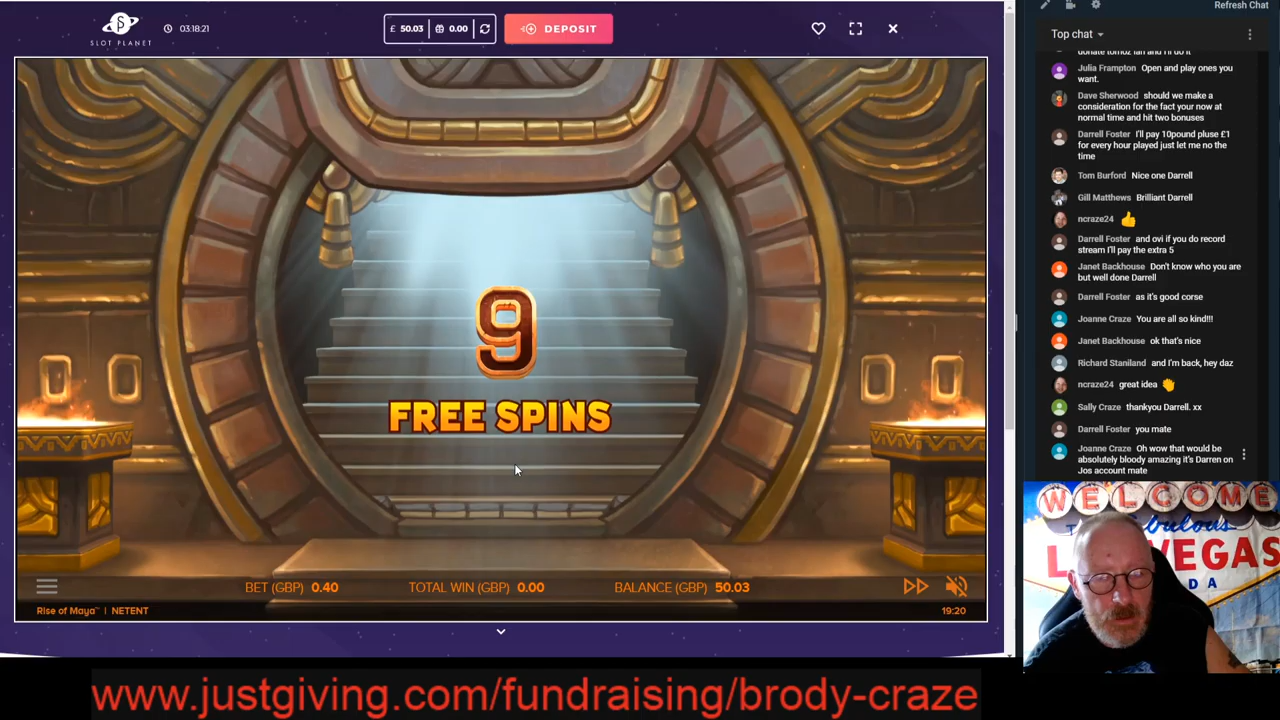 SLOT PLANET
03:18:21
£ 50.03
0.00
DEPOSIT
9
FREE SPINS
BET (GBP) 0.40
TOTAL WIN (GBP) 0.00
BALANCE (GBP) 50.03
Rise of Maya™ | NETENT
19:20
Refresh Chat
Top chat
donate tomoz ian and i'll do it
Julia Frampton Open and play ones you
want.
Dave Sherwood should we make a
consideration for the fact your now at
normal time and hit two bonuses
Darrell Foster I'll pay 10pound pluse £1
for every hour played just let me no the
time
Tom Burford Nice one Darrell
Gill Matthews Brilliant Darrell
ncraze24 👍
Darrell Foster and ovi if you do record
stream I'll pay the extra 5
Janet Backhouse Don't know who you are
but well done Darrell
Darrell Foster as it's good corse
Joanne Craze You are all so kind!!!
Janet Backhouse ok that's nice
Richard Staniland and I'm back, hey daz
ncraze24 great idea 👏
Sally Craze thankyou Darrell. xx
Darrell Foster you mate
Joanne Craze Oh wow that would be
absolutely bloody amazing it's Darren on
Jos account mate
WELCOME
Fabulous
VEGAS
www.justgiving.com/fundraising/brody-craze